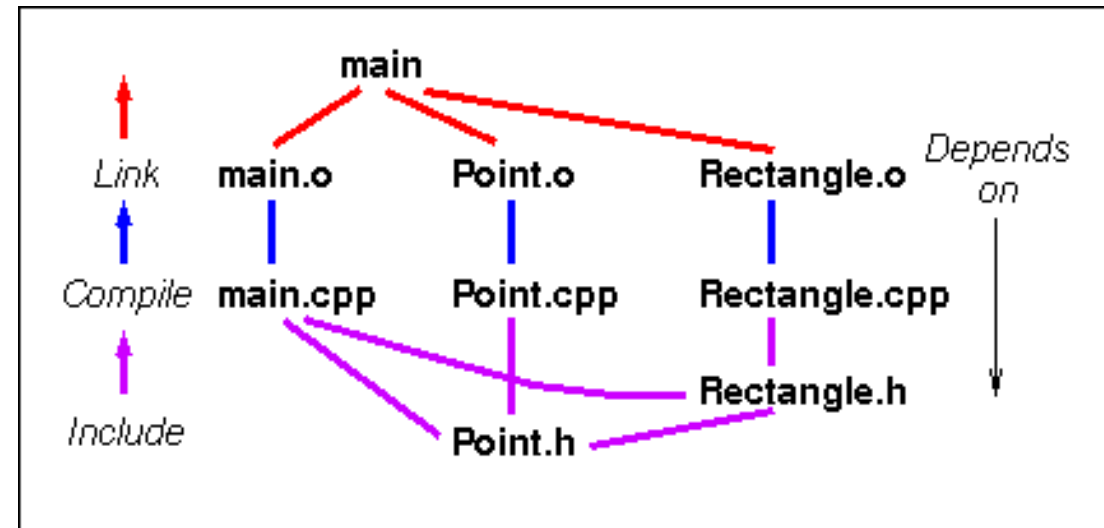 main
Depends
on
Link
main.o
Point.o
Rectangle.o
Compile
main.cpp
Point.cpp
Rectangle.cpp
Rectangle.h
Include
Point.h